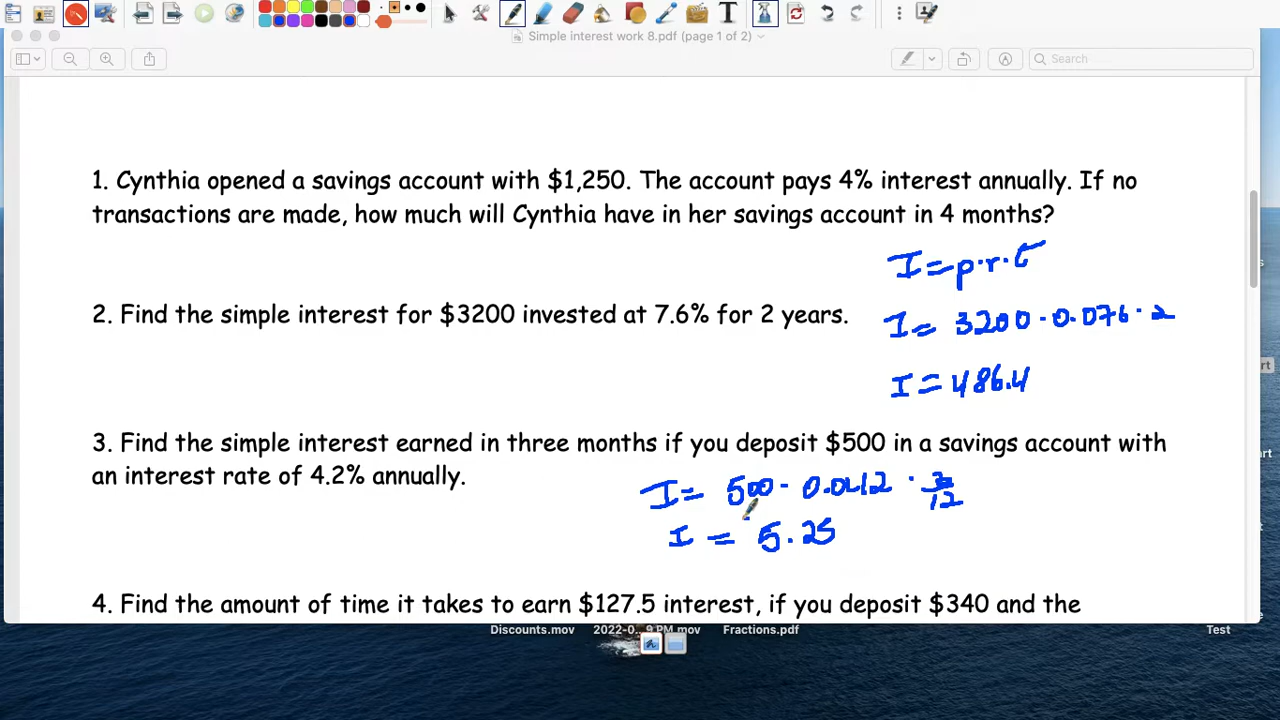 Simple interest work 8.pdf (page 1 of 2)
Search
1. Cynthia opened a savings account with $1,250. The account pays 4% interest annually. If no
transactions are made, how much will Cynthia have in her savings account in 4 months?
I=p.r.t
2. Find the simple interest for $3200 invested at 7.6% for 2 years.
I= 3200 · 0.076 · 2
I = 486.4
3. Find the simple interest earned in three months if you deposit $500 in a savings account with
an interest rate of 4.2% annually.
I= 500 · 0.042 · 3/12
I = 5.25
4. Find the amount of time it takes to earn $127.5 interest, if you deposit $340 and the
Discounts.mov
2022-0...9 PM.mov
Fractions.pdf
Test